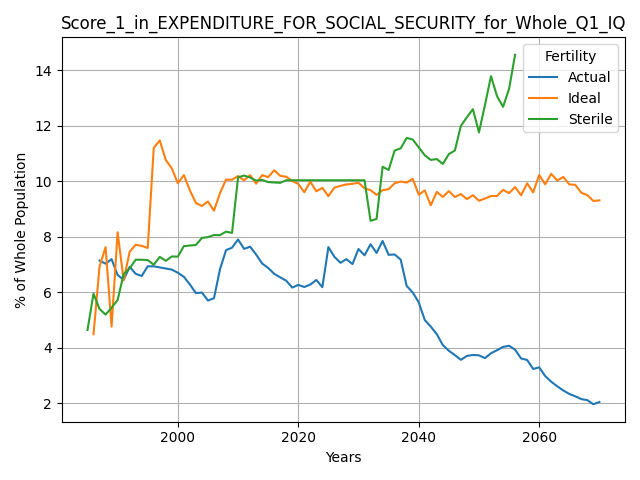 Score_1_in_EXPENDITURE_FOR_SOCIAL_SECURITY_for_Whole_Q1_IQ
% of Whole Population
14
12
10
8
6
4
2
Fertility
Actual
Ideal
Sterile
2000
2020
2040
2060
Years